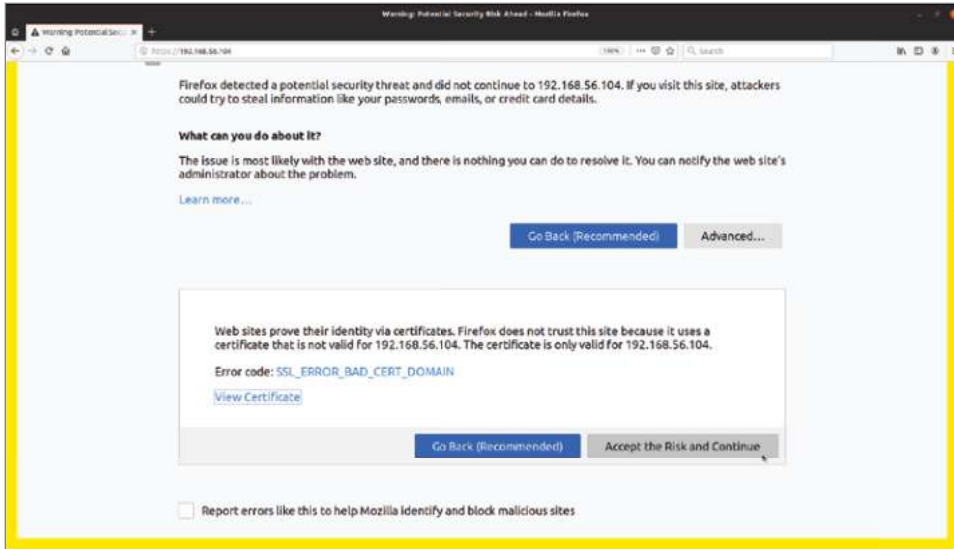 Warning: Potential Security Risk Ahead - Mozilla Firefox
Warning: Potential Secu
https://192.168.56.104
Search
Firefox detected a potential security threat and did not continue to 192.168.56.104. If you visit this site, attackers
could try to steal information like your passwords, emails, or credit card details.
What can you do about it?
The issue is most likely with the web site, and there is nothing you can do to resolve it. You can notify the web site's
administrator about the problem.
Learn more…
Go Back (Recommended)
Advanced...
Web sites prove their identity via certificates. Firefox does not trust this site because it uses a
certificate that is not valid for 192.168.56.104. The certificate is only valid for 192.168.56.104.
Error code: SSL_ERROR_BAD_CERT_DOMAIN
View Certificate
Go Back (Recommended)
Accept the Risk and Continue
Report errors like this to help Mozilla identify and block malicious sites